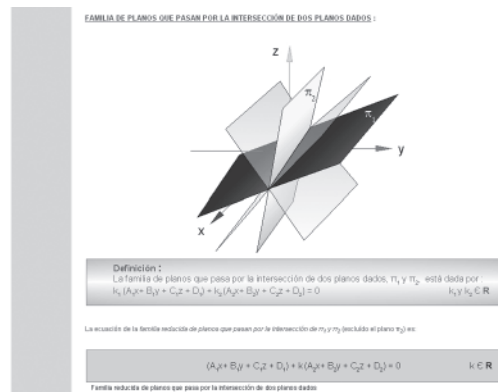 FAMILIA DE PLANOS QUE PASAN POR LA INTERSECCIÓN DE DOS PLANOS DADOS :
z
π₂
π₁
y
x
Definición :
La familia de planos que pasa por la intersección de dos planos dados, π₁ y π₂ está dada por :
k₁ (A₁x+ B₁y + C₁z + D₁) + k₂ (A₂x+ B₂y + C₂z + D₂) = 0 k₁ y k₂ Є R
La ecuación de la familia reducida de planos que pasan por la intersección de π₁ y π₂ (excluido el plano π₂) es:
(A₁x+ B₁y + C₁z + D₁) + k (A₂x+ B₂y + C₂z + D₂) = 0 k Є R
Familia reducida de planos que pasa por la intersección de dos planos dados